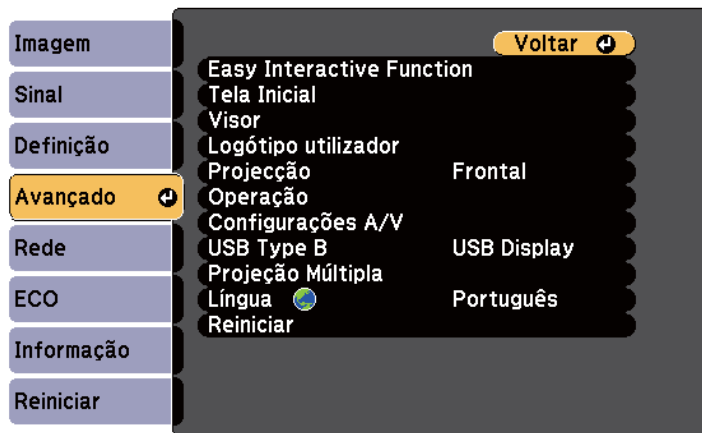 Imagem
Sinal
Definição
Avançado
Rede
ECO
Informação
Reiniciar
Voltar
Easy Interactive Function
Tela Inicial
Visor
Logótipo utilizador
Projecção Frontal
Operação
Configurações A/V
USB Type B USB Display
Projeção Múltipla
Língua Português
Reiniciar